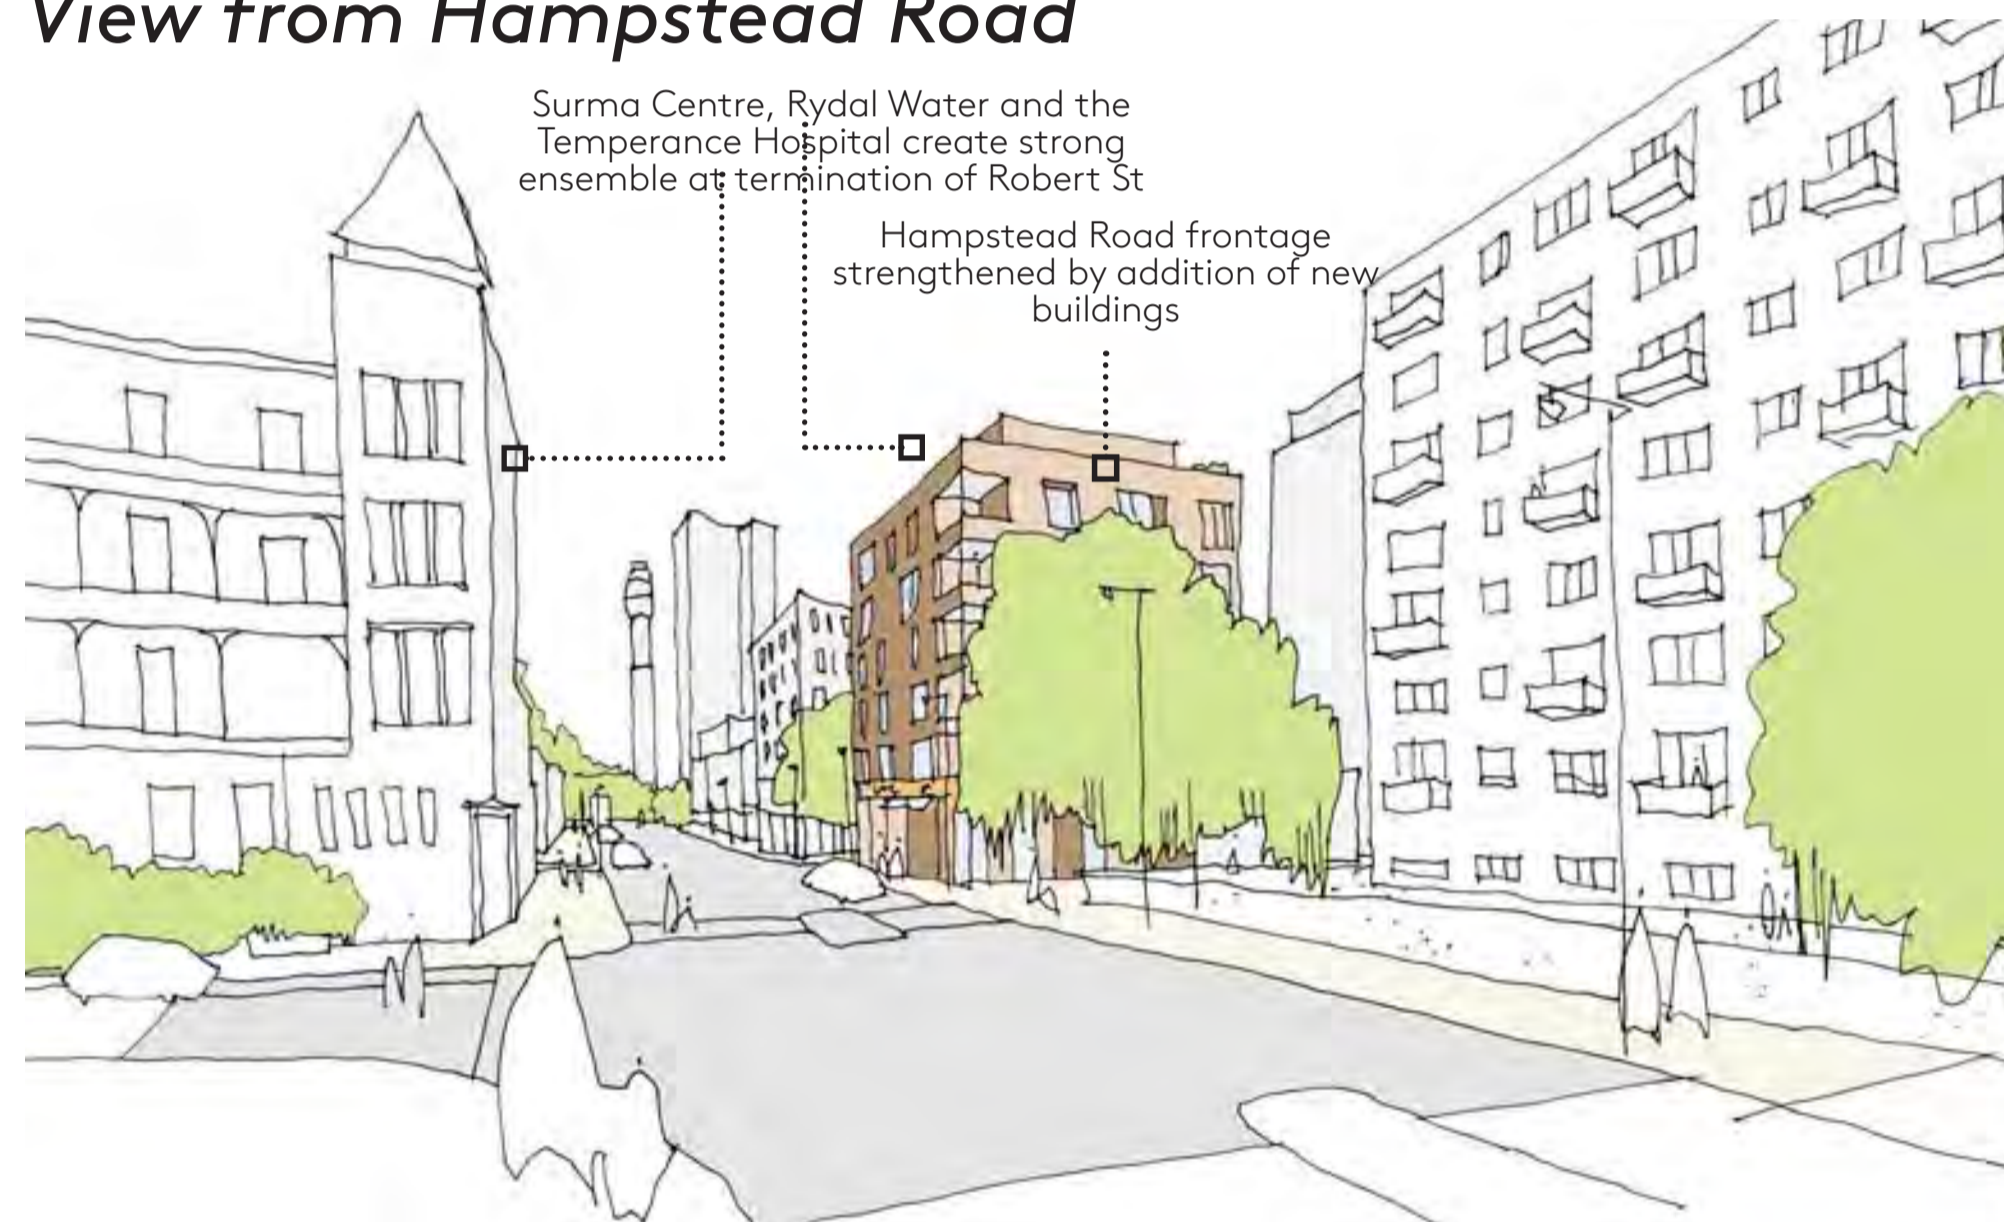 View from Hampstead Road
Surma Centre, Rydal Water and the
Temperance Hospital create strong
ensemble at termination of Robert St
Hampstead Road frontage
strengthened by addition of new
buildings